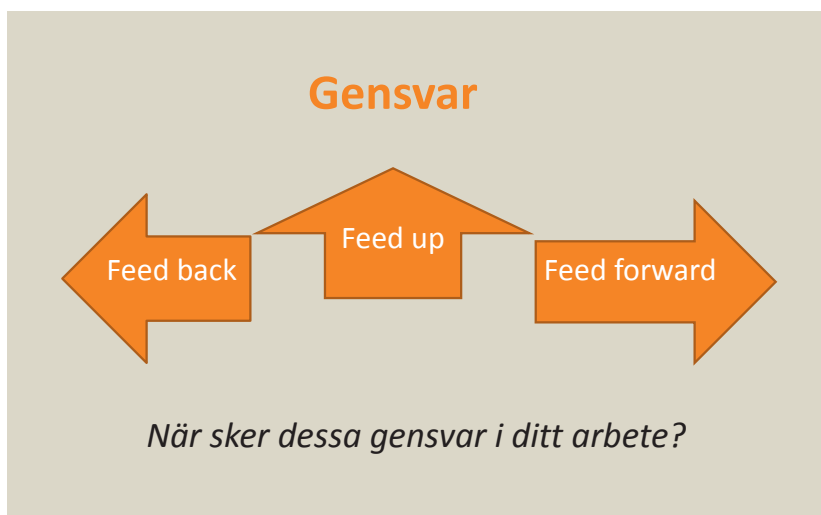 Gensvar
Feed back
Feed up
Feed forward
När sker dessa gensvar i ditt arbete?